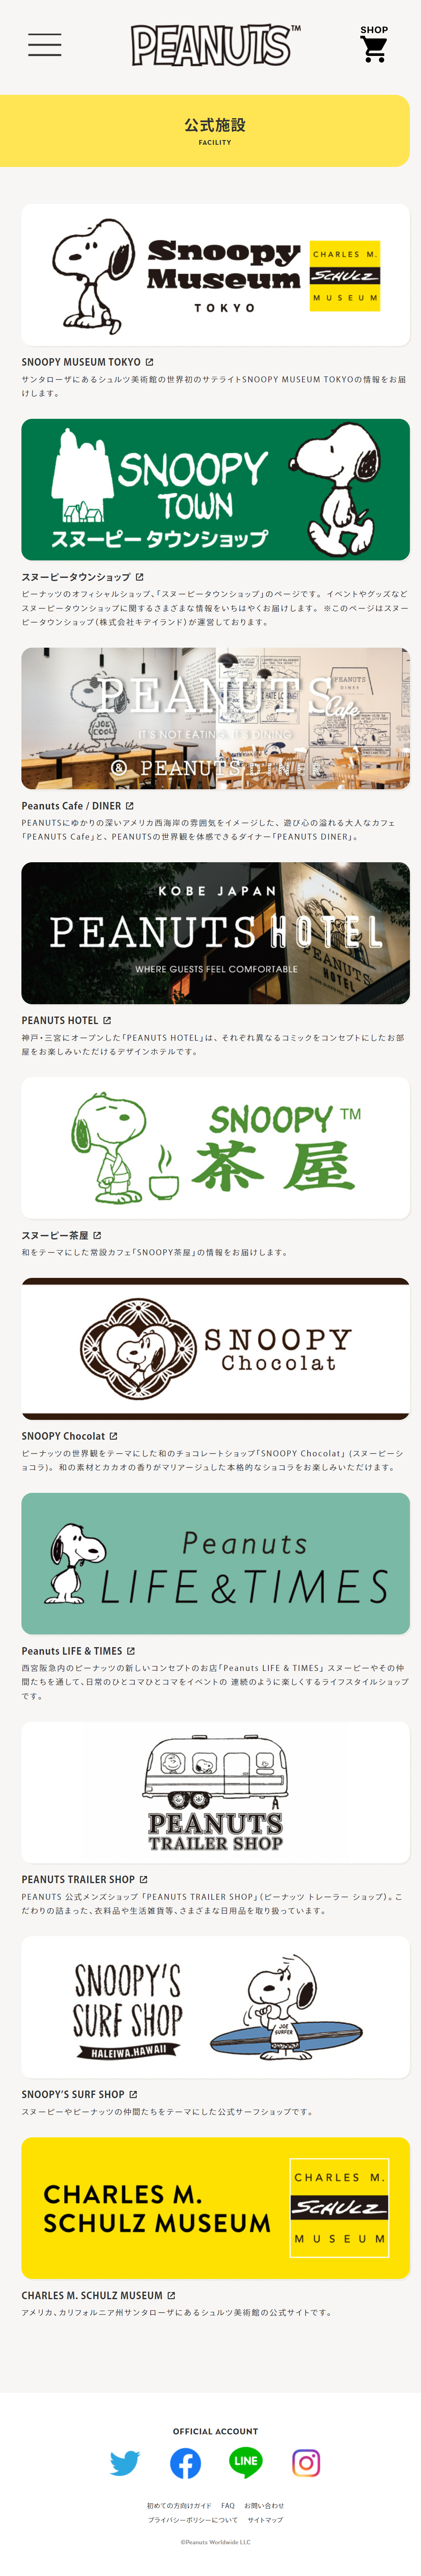 PEANUTS™
SHOP
公式施設
FACILITY
Snoopy
Museum
TOKYO
CHARLES M.
SCHULZ
MUSEUM
SNOOPY MUSEUM TOKYO
サンタローザにあるシュルツ美術館の世界初のサテライトSNOOPY MUSEUM TOKYOの情報をお届
けします。
SNOOPY
TOWN
スヌーピータウンショップ
スヌーピータウンショップ
ピーナッツのオフィシャルショップ、「スヌーピータウンショップ」のページです。 イベントやグッズなど
スヌーピータウンショップに関するさまざまな情報をいちはやくお届けします。 ※このページはスヌー
ピータウンショップ（株式会社キデイランド）が運営しております。
PEANUTS
Cafe
IT'S NOT EATING, IT'S DINING
& PEANUTS DINER
JOE
COOL
PEANUTS
DINER
Peanuts Cafe / DINER
PEANUTSにゆかりの深いアメリカ西海岸の雰囲気をイメージした、遊び心の溢れる大人なカフェ
「PEANUTS Cafe」と、PEANUTSの世界観を体感できるダイナー「PEANUTS DINER」。
KOBE JAPAN
PEANUTS HOTEL
WHERE GUESTS FEEL COMFORTABLE
PEANUTS
HOTEL
PEANUTS HOTEL
神戸・三宮にオープンした「PEANUTS HOTEL」は、それぞれ異なるコミックをコンセプトにしたお部
屋をお楽しみいただけるデザインホテルです。
SNOOPY™
茶屋
スヌーピー茶屋
和をテーマにした常設カフェ「SNOOPY茶屋」の情報をお届けします。
SNOOPY
Chocolat
SNOOPY Chocolat
ピーナッツの世界観をテーマにした和のチョコレートショップ「SNOOPY Chocolat」 (スヌーピーシ
ョコラ)。 和の素材とカカオの香りがマリアージュした本格的なショコラをお楽しみいただけます。
Peanuts
LIFE & TIMES
Peanuts LIFE & TIMES
西宮阪急内のピーナッツの新しいコンセプトのお店「Peanuts LIFE & TIMES」 スヌーピーやその仲
間たちを通して、日常のひとコマひとコマをイベントの 連続のように楽しくするライフスタイルショップ
です。
PEANUTS
TRAILER SHOP
PEANUTS TRAILER SHOP
PEANUTS 公式メンズショップ 「PEANUTS TRAILER SHOP」（ピーナッツ トレーラー ショップ）。こ
だわりの詰まった、衣料品や生活雑貨等、さまざまな日用品を取り扱っています。
SNOOPY'S
SURF SHOP
HALEIWA.HAWAII
JOE
SURFER
SNOOPY'S SURF SHOP
スヌーピーやピーナッツの仲間たちをテーマにした公式サーフショップです。
CHARLES M.
SCHULZ MUSEUM
CHARLES M.
SCHULZ
MUSEUM
CHARLES M. SCHULZ MUSEUM
アメリカ、カリフォルニア州サンタローザにあるシュルツ美術館の公式サイトです。
OFFICIAL ACCOUNT
LINE
初めての方向けガイド FAQ お問い合わせ
プライバシーポリシーについて サイトマップ
©Peanuts Worldwide LLC